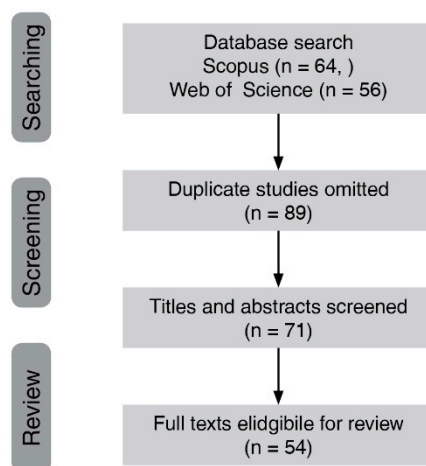 Searching
Database search
Scopus (n = 64, )
Web of Science (n = 56)
Screening
Duplicate studies omitted
(n = 89)
Titles and abstracts screened
(n = 71)
Review
Full texts elidgibile for review
(n = 54)